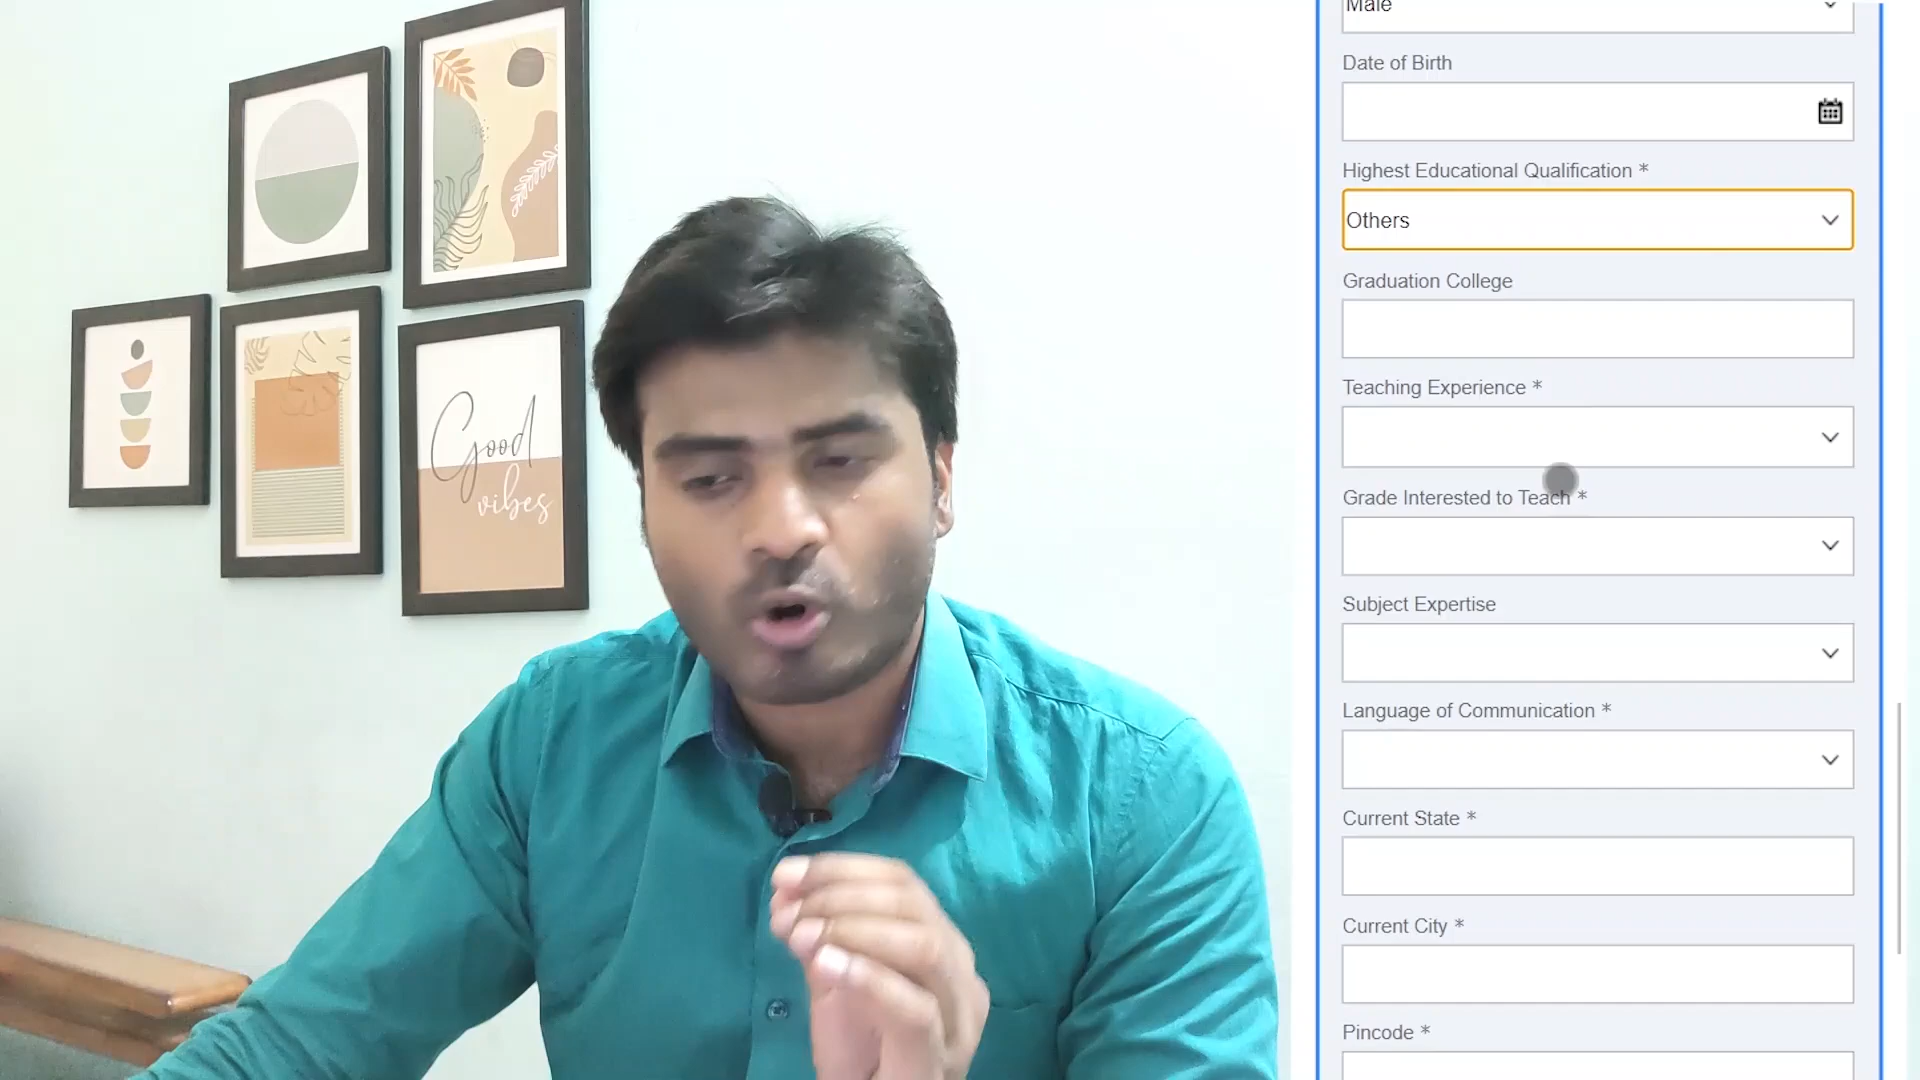 Good
vibes
Male
Date of Birth
Highest Educational Qualification *
Others
Graduation College
Teaching Experience *
Grade Interested to Teach *
Subject Expertise
Language of Communication *
Current State *
Current City *
Pincode *